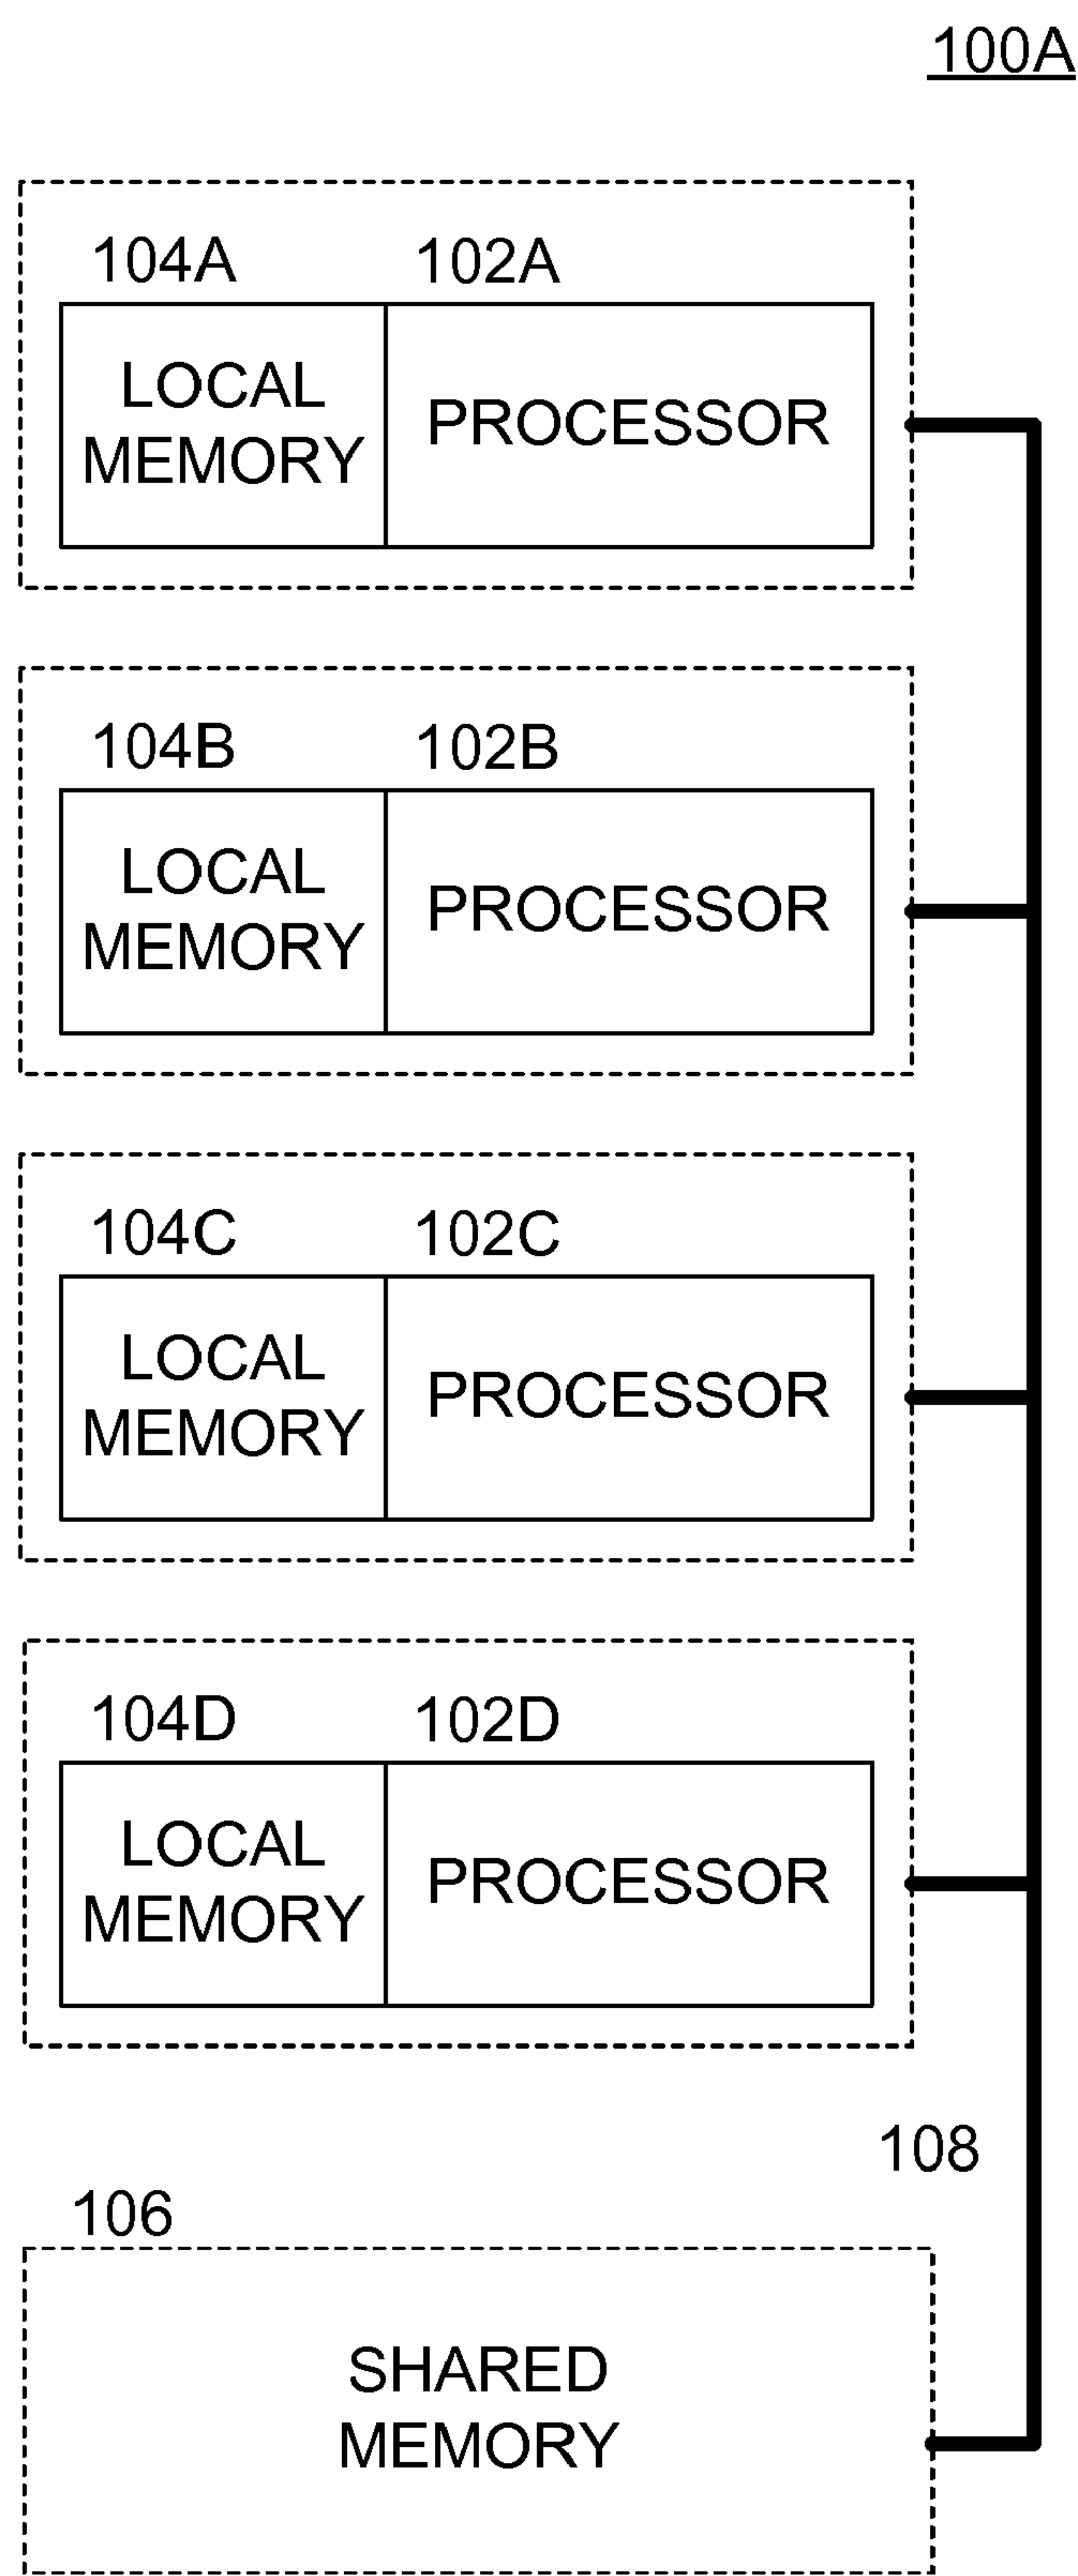 100A
104A 102A
LOCAL
MEMORY
PROCESSOR
104B 102B
LOCAL
MEMORY
PROCESSOR
104C 102C
LOCAL
MEMORY
PROCESSOR
104D 102D
LOCAL
MEMORY
PROCESSOR
108
106
SHARED
MEMORY